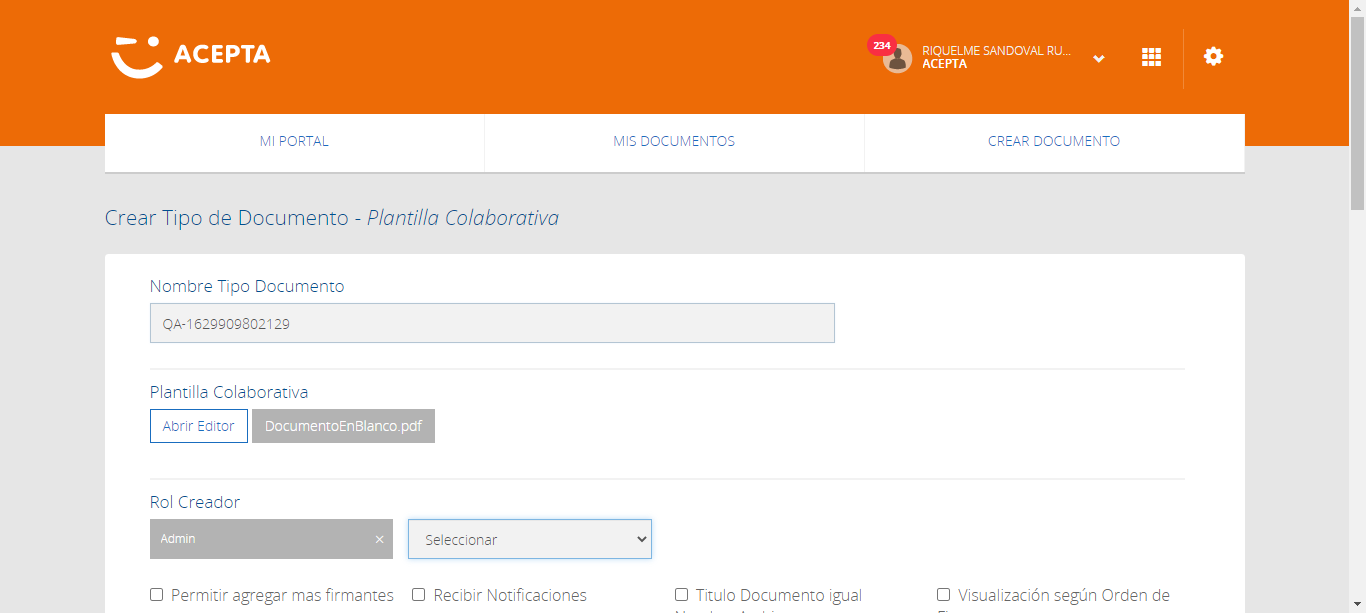 ACEPTA
234
RIQUELME SANDOVAL RU...
ACEPTA
MI PORTAL
MIS DOCUMENTOS
CREAR DOCUMENTO
Crear Tipo de Documento - Plantilla Colaborativa
Nombre Tipo Documento
QA-1629909802129
Plantilla Colaborativa
Abrir Editor
DocumentoEnBlanco.pdf
Rol Creador
Admin ×
Seleccionar
Permitir agregar mas firmantes
Recibir Notificaciones
Titulo Documento igual
Visualización según Orden de